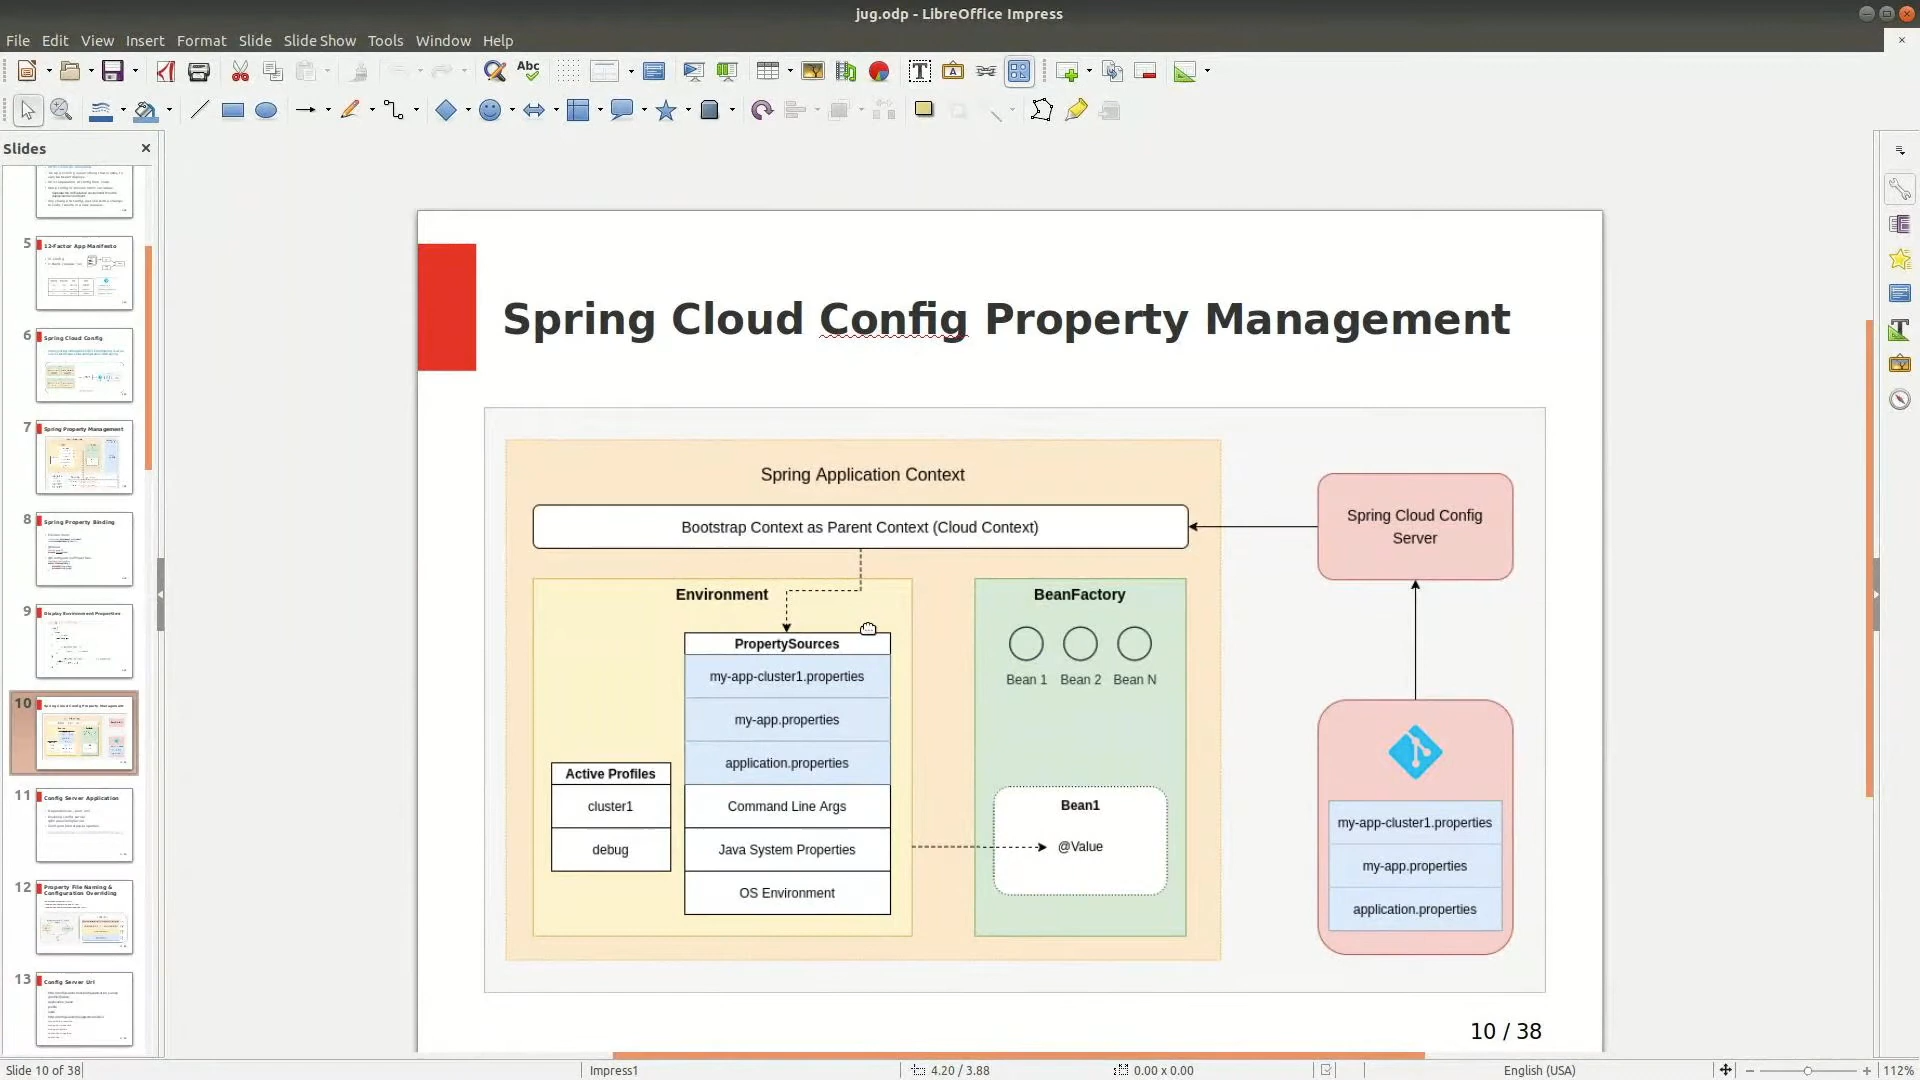 jug.odp - LibreOffice Impress
File Edit View Insert Format Slide Slide Show Tools Window Help
Abc
Slides
5 12-Factor App Manifesto
6 Spring Cloud Config
7 Spring Property Management
8 Spring Property Binding
9 Display Environment Properties
10 Spring Cloud Config Property Management
11 Config Server Application
12 Property File Naming &
Configuration Overriding
13 Config Server Url
Spring Cloud Config Property Management
Spring Application Context
Bootstrap Context as Parent Context (Cloud Context)
Spring Cloud Config
Server
Environment
BeanFactory
PropertySources
my-app-cluster1.properties
my-app.properties
application.properties
Command Line Args
Java System Properties
OS Environment
Active Profiles
cluster1
debug
Bean 1 Bean 2 Bean N
Bean1
@Value
my-app-cluster1.properties
my-app.properties
application.properties
10 / 38
Slide 10 of 38
Impress1
4.20 / 3.88
0.00 x 0.00
English (USA)
112%